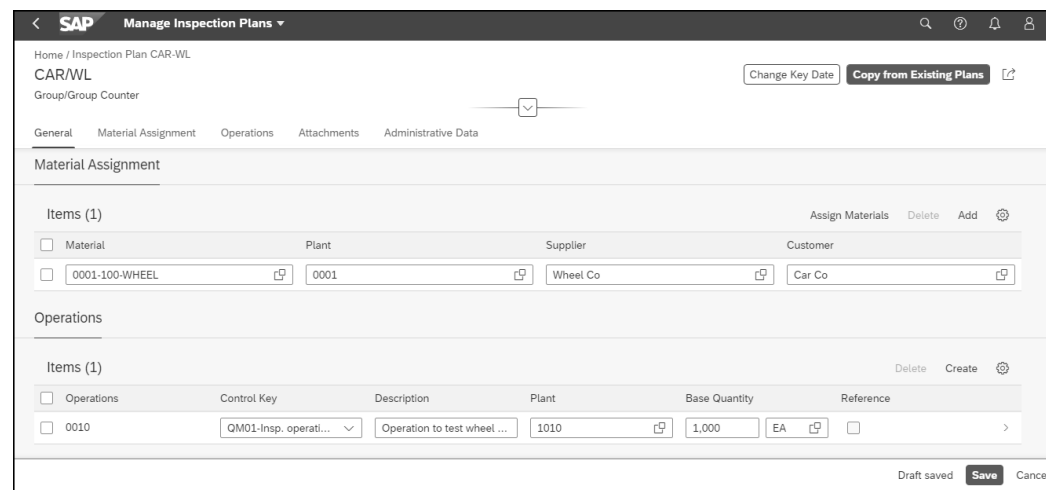 SAP Manage Inspection Plans
Home / Inspection Plan CAR-WL
CAR/WL
Change Key Date Copy from Existing Plans
Group/Group Counter
General Material Assignment Operations Attachments Administrative Data
Material Assignment
Items (1)
Assign Materials Delete Add
Material Plant Supplier Customer
0001-100-WHEEL 0001 Wheel Co Car Co
Operations
Items (1)
Delete Create
Operations Control Key Description Plant Base Quantity Reference
0010 QM01-Insp. operati... Operation to test wheel ... 1010 1,000 EA
Draft saved Save Cance